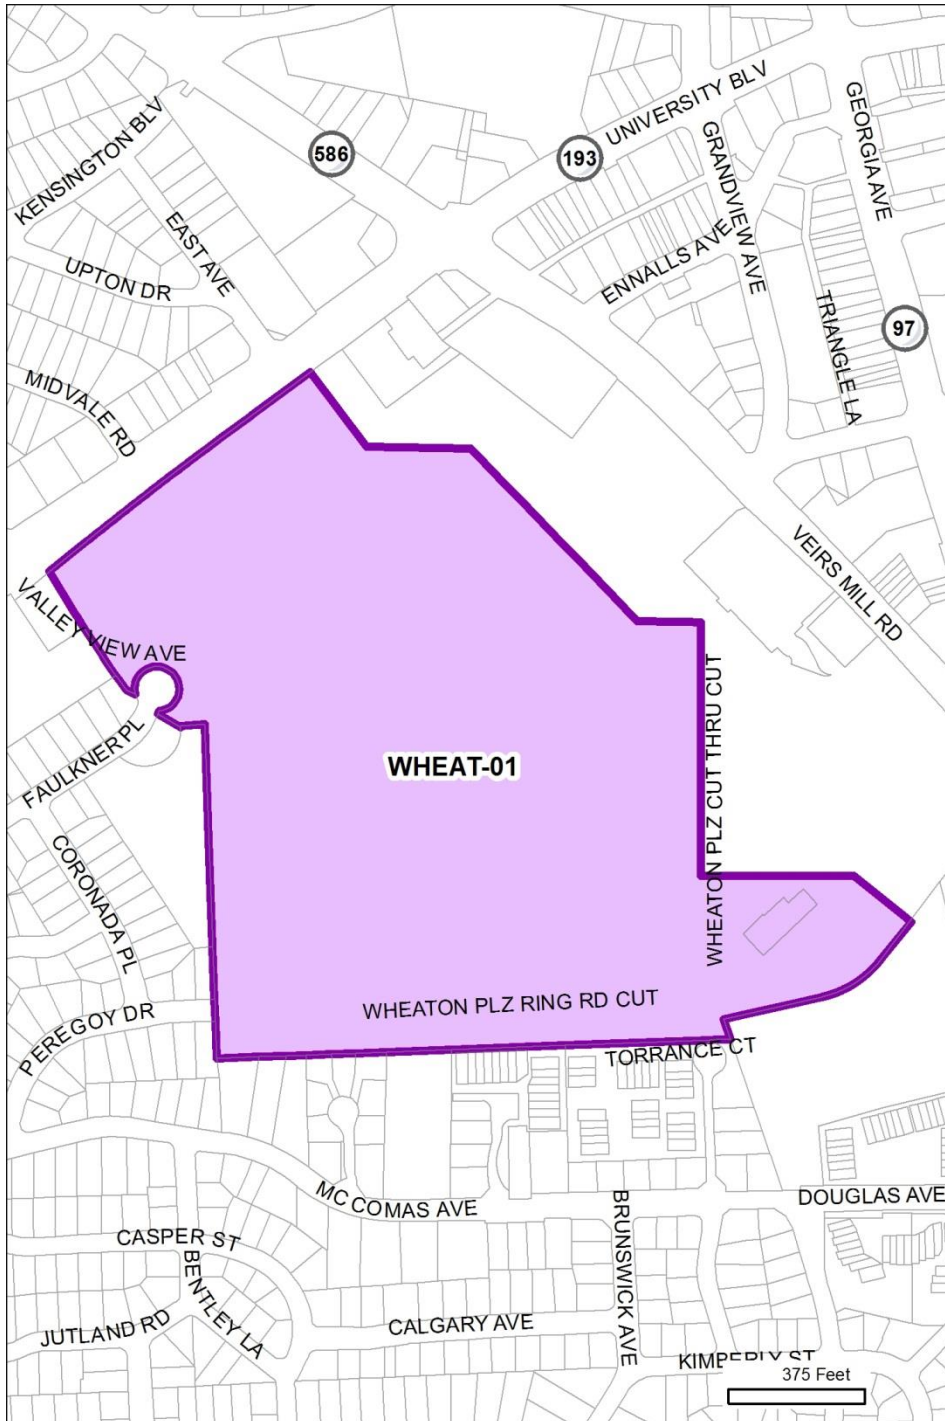 UNIVERSITY BLV
GEORGIA AVE
KENSINGTON BLV
586
193
GRANDVIEW AVE
EAST AVE
ENNALLS AVE
UPTON DR
TRIANGLE LA
97
MIDVALE RD
VEIRS MILL RD
VALLEY VIEW AVE
WHEATON PLZ CUT THRU CUT
FAULKNER PL
WHEAT-01
CORONADA PL
WHEATON PLZ RING RD CUT
PEREGOY DR
TORRANCE CT
MC COMAS AVE
DOUGLAS AVE
BRUNSWICK AVE
CASPER ST
BENTLEY LA
JUTLAND RD
CALGARY AVE
KIMBERLY ST
375 Feet